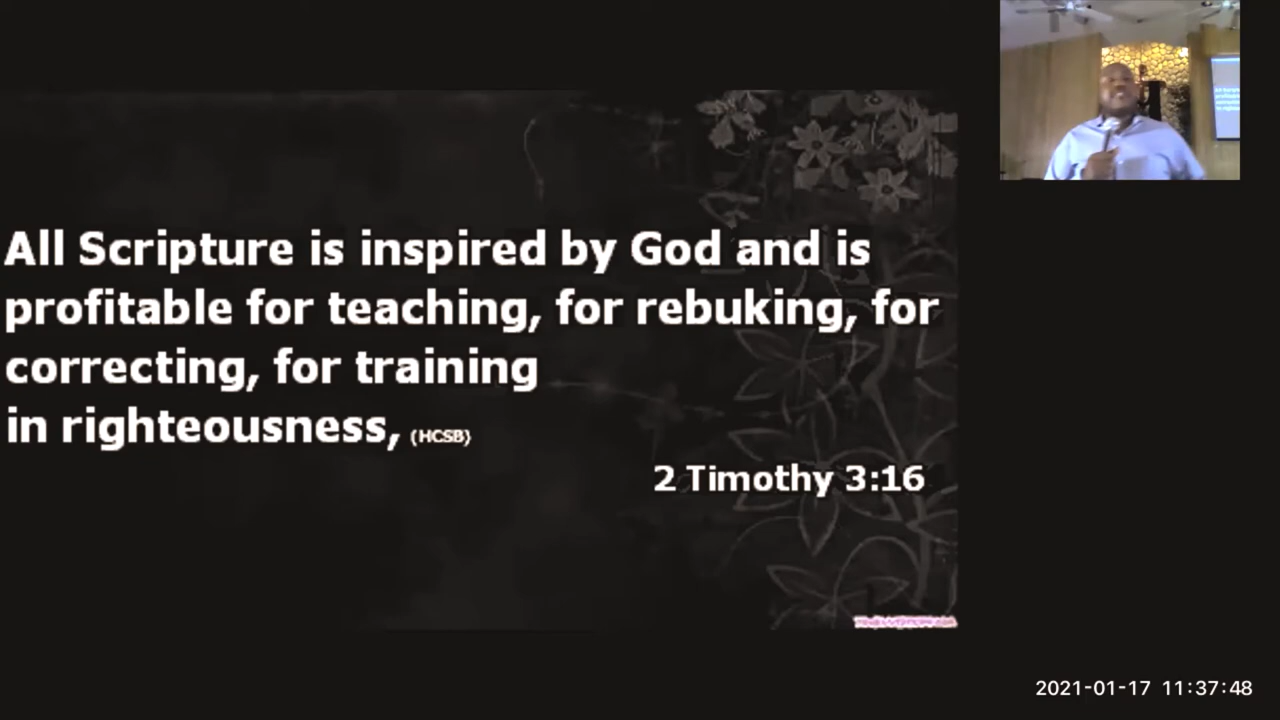 All Scripture is inspired by God and is
profitable for teaching, for rebuking, for
correcting, for training
in righteousness, (HCSB)
2 Timothy 3:16
2021-01-17 11:37:48